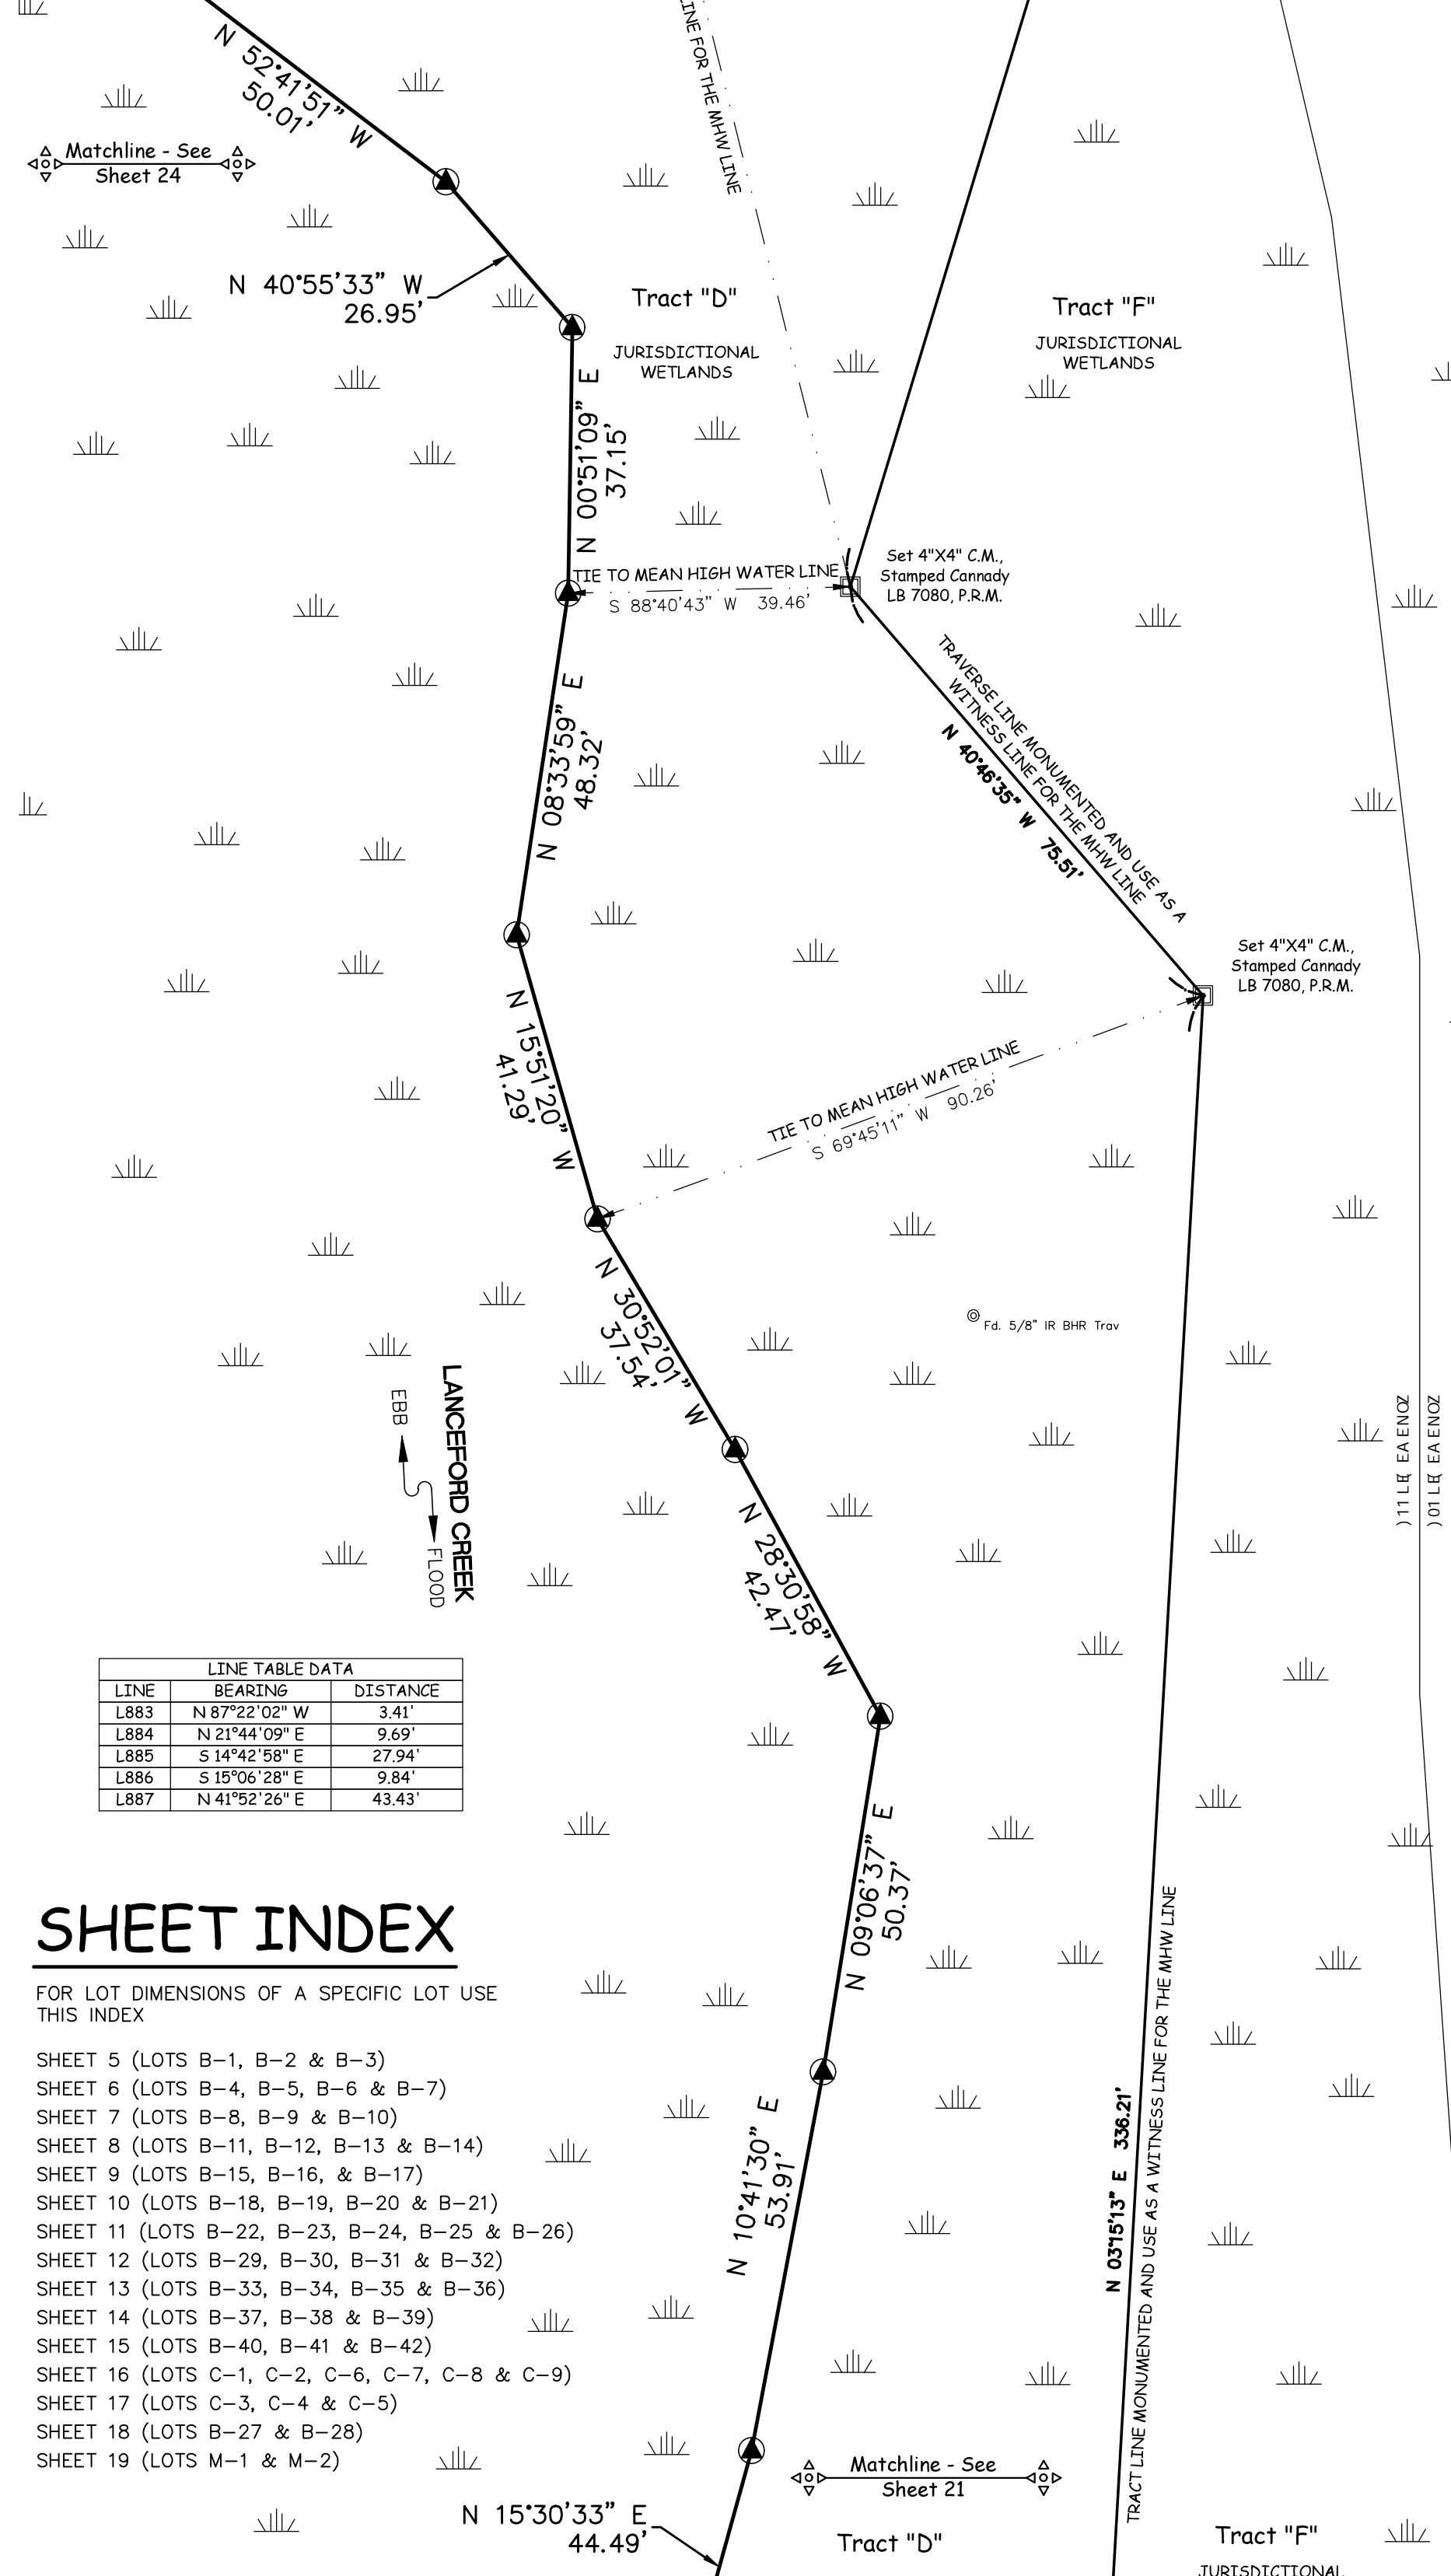 N 52°41'51" W
50.01'
LINE FOR THE MHW LINE
Matchline - See
Sheet 24
N 40°55'33" W
26.95'
Tract "D"
JURISDICTIONAL
WETLANDS
Tract "F"
JURISDICTIONAL
WETLANDS
N 00°51'09" E
37.15'
TIE TO MEAN HIGH WATER LINE
S 88°40'43" W 39.46'
Set 4"X4" C.M.,
Stamped Cannady
LB 7080, P.R.M.
N 08°33'59" E
48.32'
TRAVERSE LINE MONUMENTED AND USE AS A
WITNESS LINE FOR THE MHW LINE
N 40°46'35" W 75.51'
Set 4"X4" C.M.,
Stamped Cannady
LB 7080, P.R.M.
N 15°51'20" W
41.29'
TIE TO MEAN HIGH WATER LINE
S 69°45'11" W 90.26'
N 30°52'01" W
37.54'
Fd. 5/8" IR BHR Trav
LANCEFORD CREEK
EBB
FLOOD
N 28°30'58" W
42.47'
LINE TABLE DATA
LINE BEARING DISTANCE
L883 N 87°22'02" W 3.41'
L884 N 21°44'09" E 9.69'
L885 S 14°42'58" E 27.94'
L886 S 15°06'28" E 9.84'
L887 N 41°52'26" E 43.43'
N 09°06'37" E
50.37'
SHEET INDEX
FOR LOT DIMENSIONS OF A SPECIFIC LOT USE
THIS INDEX
SHEET 5 (LOTS B-1, B-2 & B-3)
SHEET 6 (LOTS B-4, B-5, B-6 & B-7)
SHEET 7 (LOTS B-8, B-9 & B-10)
SHEET 8 (LOTS B-11, B-12, B-13 & B-14)
SHEET 9 (LOTS B-15, B-16, & B-17)
SHEET 10 (LOTS B-18, B-19, B-20 & B-21)
SHEET 11 (LOTS B-22, B-23, B-24, B-25 & B-26)
SHEET 12 (LOTS B-29, B-30, B-31 & B-32)
SHEET 13 (LOTS B-33, B-34, B-35 & B-36)
SHEET 14 (LOTS B-37, B-38 & B-39)
SHEET 15 (LOTS B-40, B-41 & B-42)
SHEET 16 (LOTS C-1, C-2, C-6, C-7, C-8 & C-9)
SHEET 17 (LOTS C-3, C-4 & C-5)
SHEET 18 (LOTS B-27 & B-28)
SHEET 19 (LOTS M-1 & M-2)
N 10°41'30" E
53.91'
N 03°15'13" E 336.21'
TRACT LINE MONUMENTED AND USE AS A WITNESS LINE FOR THE MHW LINE
Matchline - See
Sheet 21
N 15°30'33" E
44.49'
Tract "D"
Tract "F"
JURISDICTIONAL